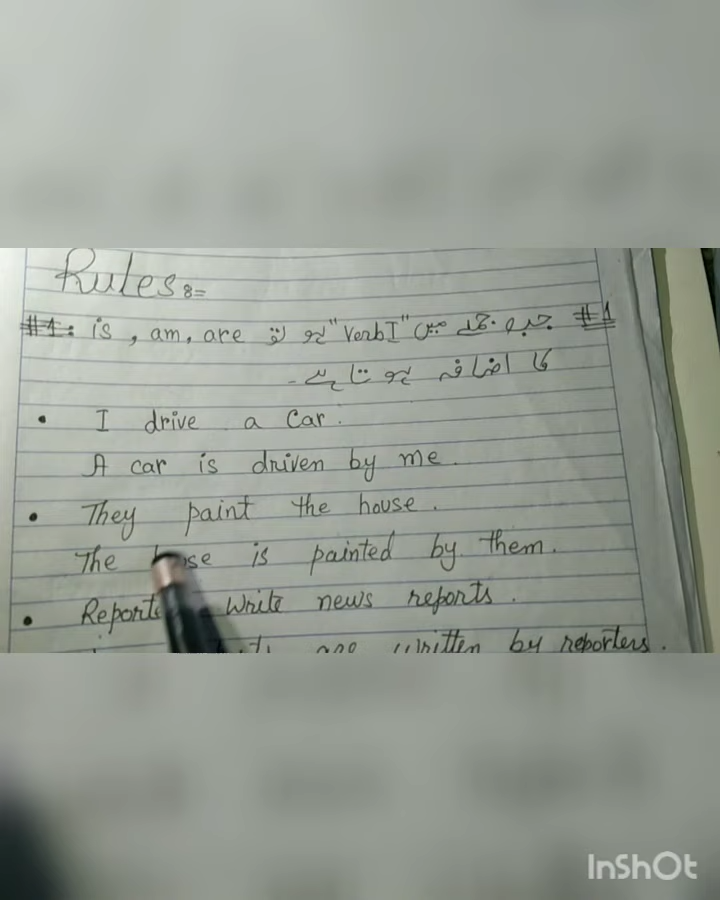 Rules:-
#1 جب جملے میں "Verb I" ہو تو is, am, are
کا اضافہ ہوتا ہے۔
• I drive a Car.
A car is driven by me.
• They paint the house.
The is painted by them.
• Write news reports.
are written by reporters.
InShOt